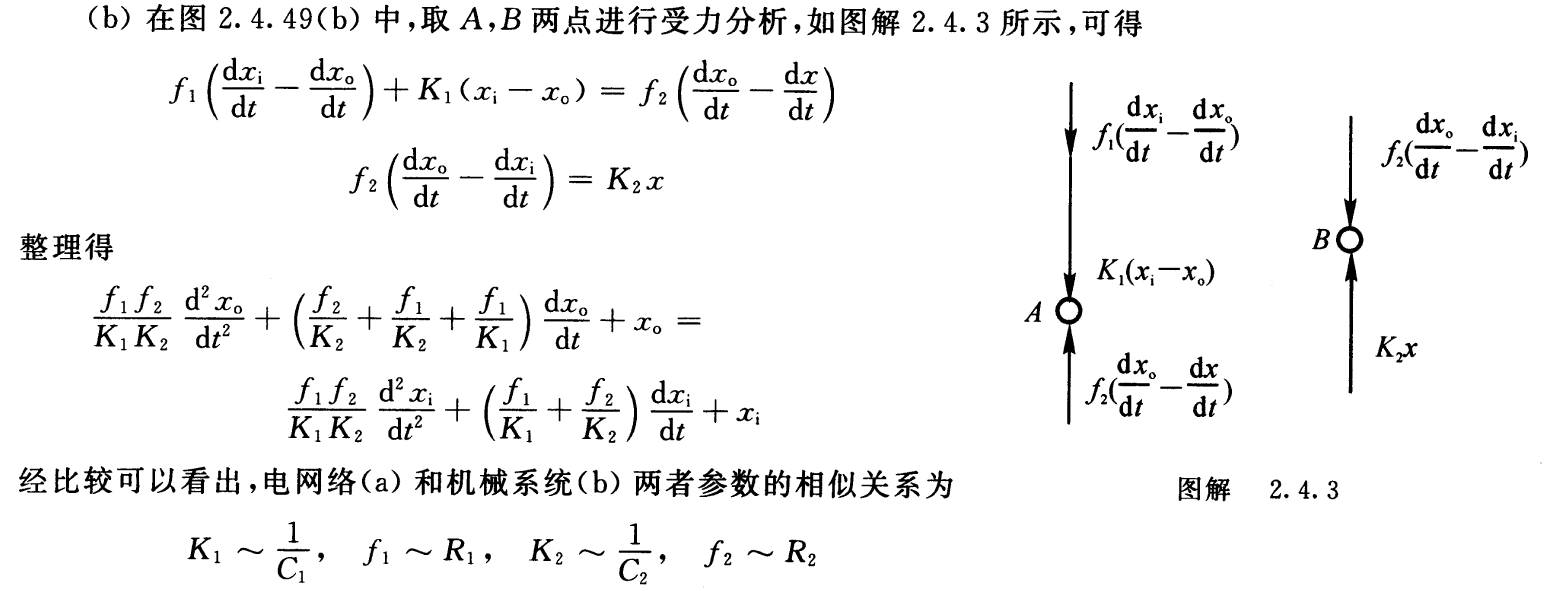 (b) 在图 2.4.49(b) 中,取 A,B 两点进行受力分析,如图解 2.4.3 所示,可得
f₁(dxᵢ/dt − dxₒ/dt) + K₁(xᵢ − xₒ) = f₂(dxₒ/dt − dx/dt)
f₂(dxₒ/dt − dxᵢ/dt) = K₂x
整理得
f₁f₂/K₁K₂ d²xₒ/dt² + (f₂/K₂ + f₁/K₂ + f₁/K₁) dxₒ/dt + xₒ =
f₁f₂/K₁K₂ d²xᵢ/dt² + (f₁/K₁ + f₂/K₂) dxᵢ/dt + xᵢ
经比较可以看出,电网络(a) 和机械系统(b) 两者参数的相似关系为
K₁ ~ 1/C₁, f₁ ~ R₁, K₂ ~ 1/C₂, f₂ ~ R₂
f₁(dxᵢ/dt − dxₒ/dt)
K₁(xᵢ−xₒ)
A
f₂(dxₒ/dt − dx/dt)
f₂(dxₒ/dt − dxᵢ/dt)
B
K₂x
图解 2.4.3